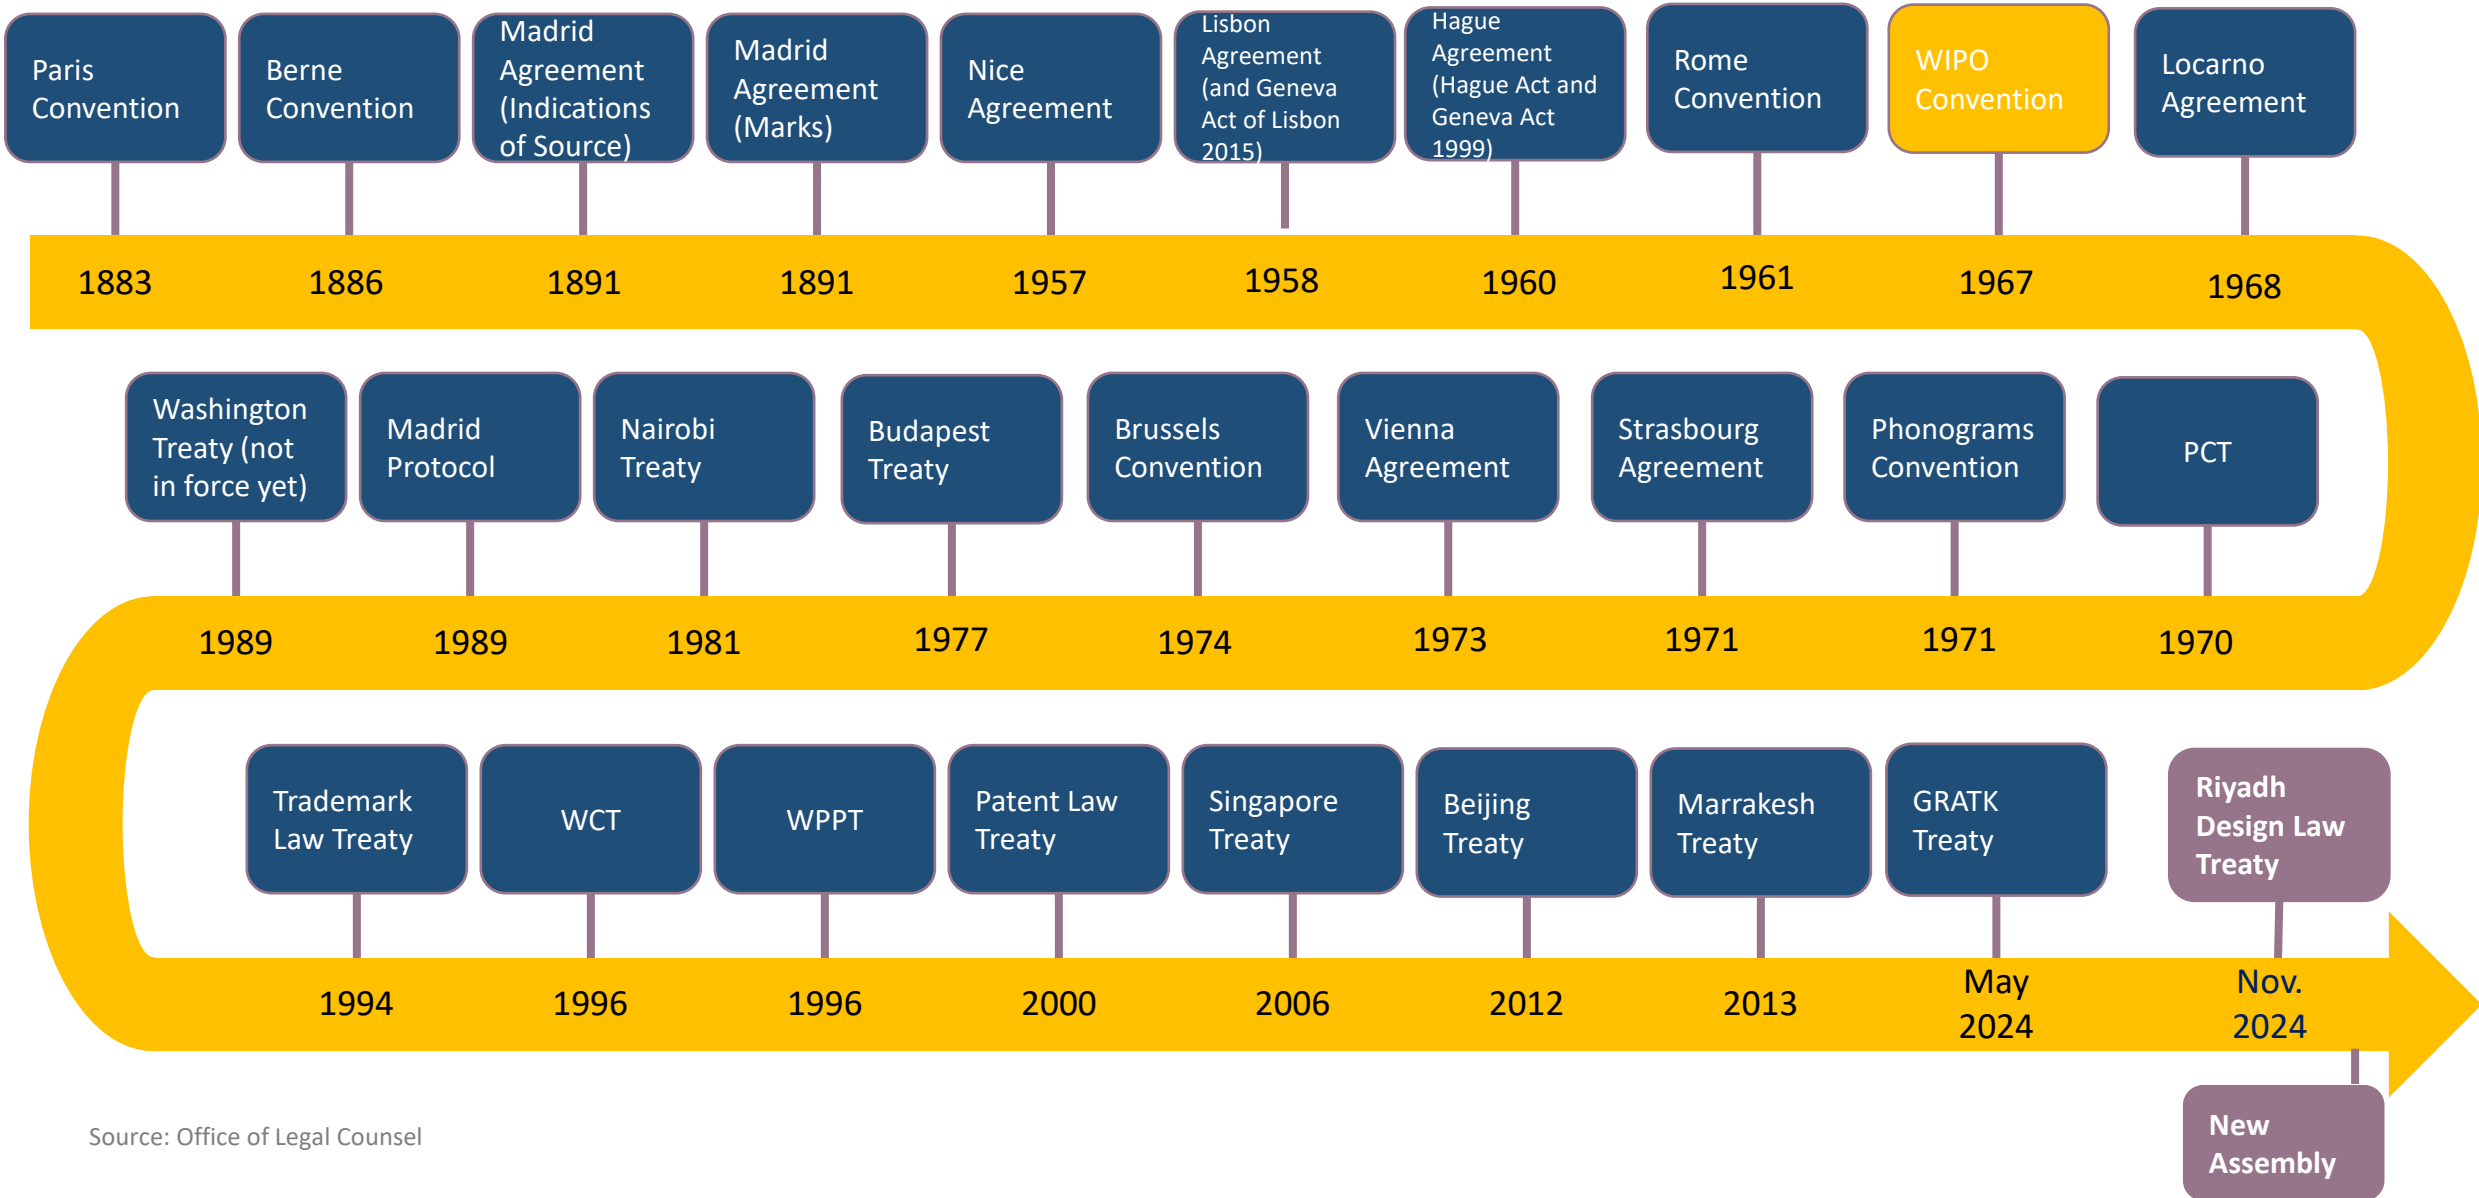 Paris
Convention
Berne
Convention
Madrid
Agreement
(Indications
of Source)
Madrid
Agreement
(Marks)
Nice
Agreement
Lisbon
Agreement
(and Geneva
Act of Lisbon
2015)
Hague
Agreement
(Hague Act and
Geneva Act
1999)
Rome
Convention
WIPO
Convention
Locarno
Agreement
1883
1886
1891
1891
1957
1958
1960
1961
1967
1968
Washington
Treaty (not
in force yet)
Madrid
Protocol
Nairobi
Treaty
Budapest
Treaty
Brussels
Convention
Vienna
Agreement
Strasbourg
Agreement
Phonograms
Convention
PCT
1989
1989
1981
1977
1974
1973
1971
1971
1970
Trademark
Law Treaty
WCT
WPPT
Patent Law
Treaty
Singapore
Treaty
Beijing
Treaty
Marrakesh
Treaty
GRATK
Treaty
Riyadh
Design Law
Treaty
1994
1996
1996
2000
2006
2012
2013
May
2024
Nov.
2024
New
Assembly
Source: Office of Legal Counsel